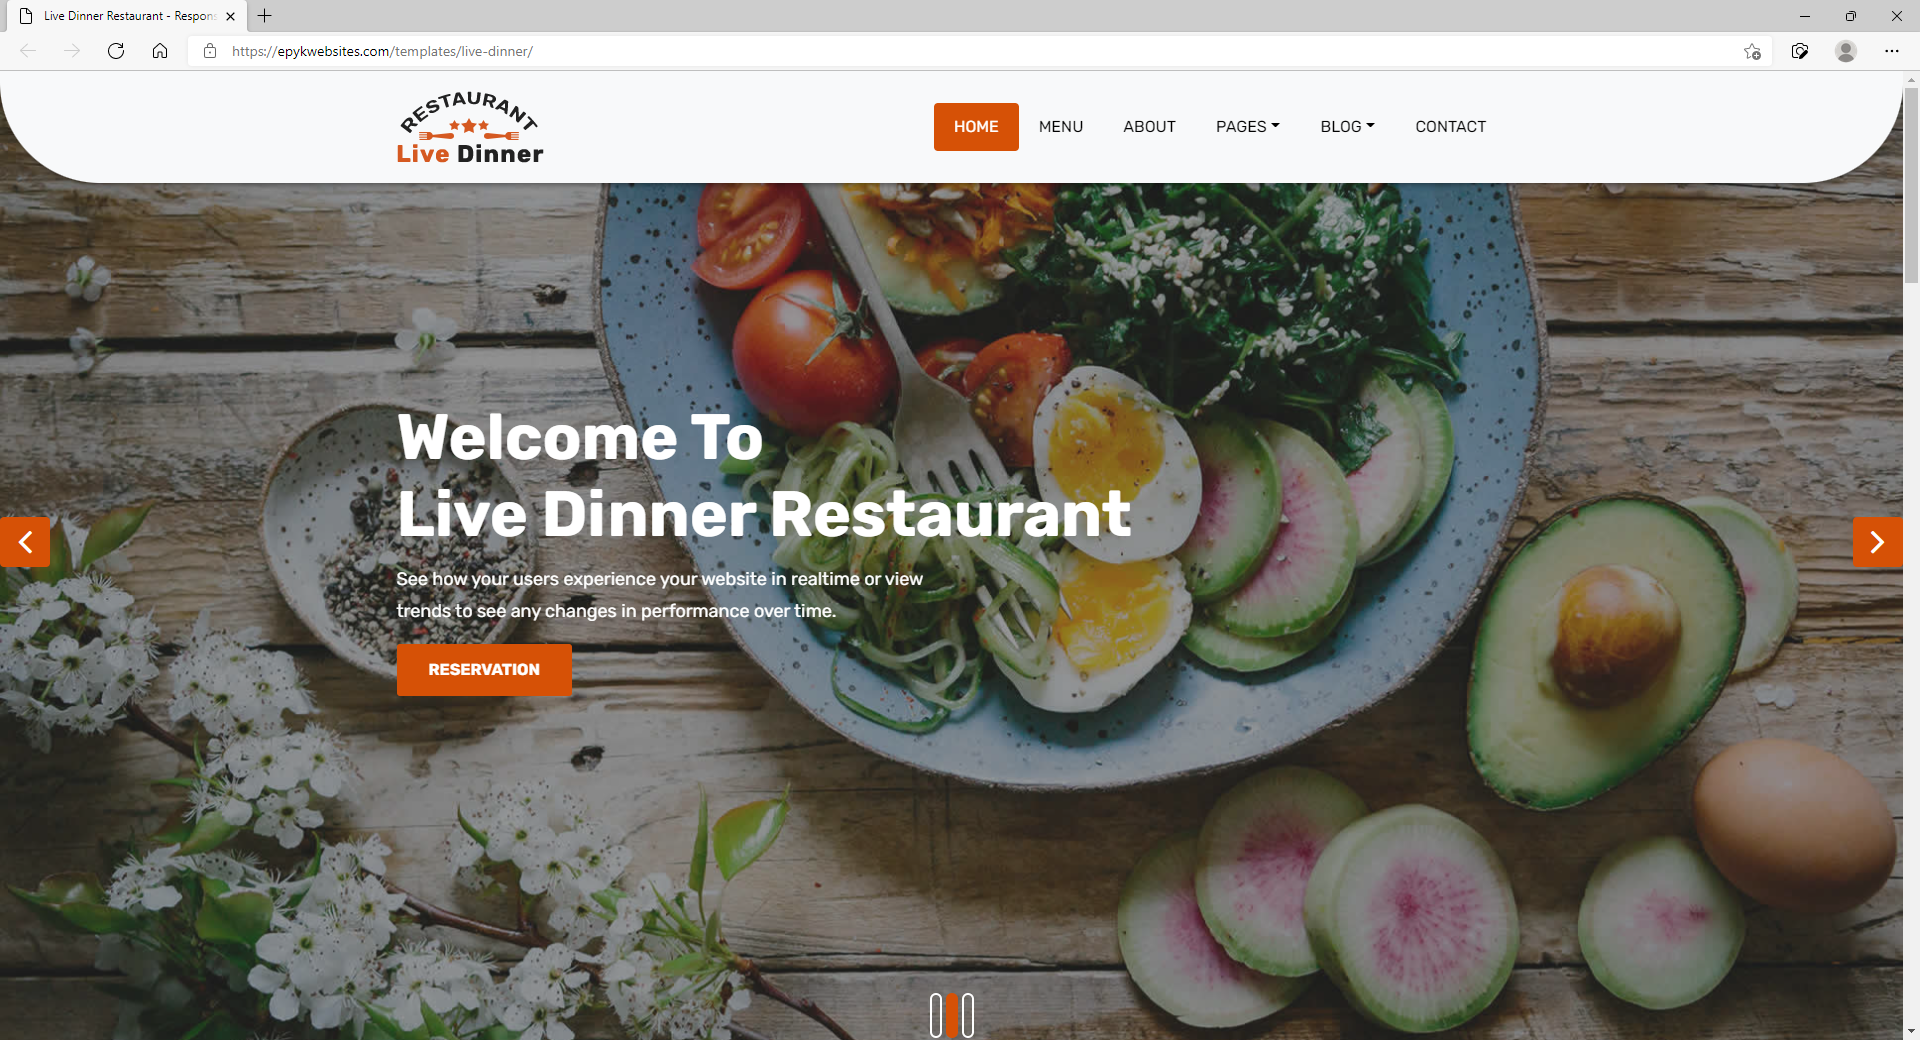 Live Dinner Restaurant - Respons
https://epykwebsites.com/templates/live-dinner/
RESTAURANT
Live Dinner
HOME MENU ABOUT PAGES BLOG CONTACT
Welcome To
Live Dinner Restaurant
See how your users experience your website in realtime or view
trends to see any changes in performance over time.
RESERVATION